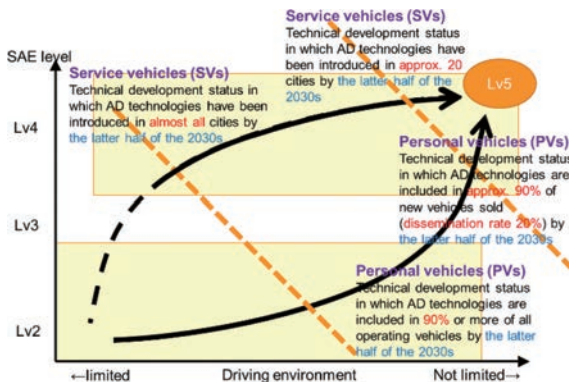 Service vehicles (SVs)
Technical development status
in which AD technologies have
been introduced in approx. 20
cities by the latter half of the
2030s
SAE level
Service vehicles (SVs)
Technical development status in
which AD technologies have been
introduced in almost all cities by
the latter half of the 2030s
Lv5
Lv4
Personal vehicles (PVs)
Technical development status
in which AD technologies are
included in approx. 90% of
new vehicles sold
(dissemination rate 20%) by
the latter half of the 2030s
Lv3
Personal vehicles (PVs)
Technical development status
in which AD technologies are
included in 90% or more of all
operating vehicles by the latter
half of the 2030s
Lv2
←limited Driving environment Not limited→